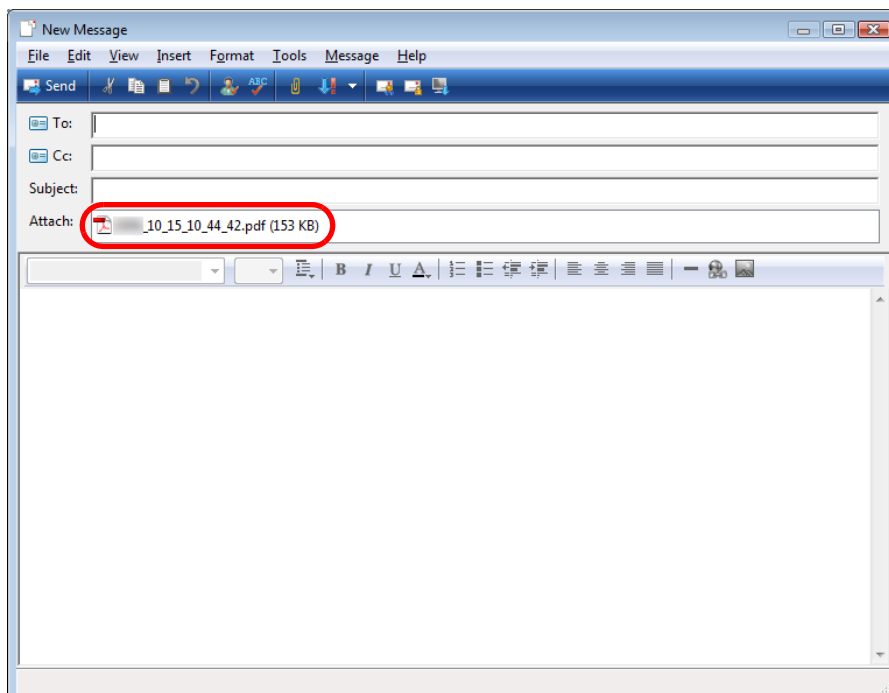 New Message
File Edit View Insert Format Tools Message Help
Send ABC
To:
Cc:
Subject:
Attach: _10_15_10_44_42.pdf (153 KB)
B I U A